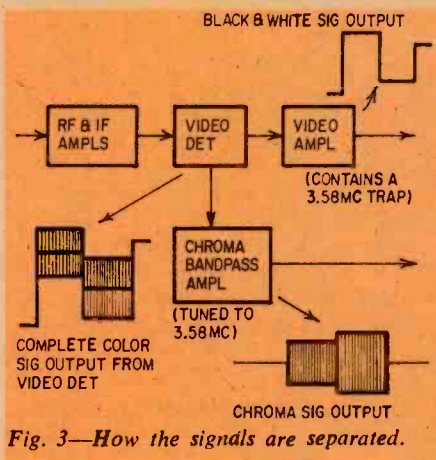 BLACK & WHITE SIG OUTPUT
RF & IF
AMPLS
VIDEO
DET
VIDEO
AMPL
(CONTAINS A
3.58MC TRAP)
CHROMA
BANDPASS
AMPL
(TUNED TO
3.58MC)
COMPLETE COLOR
SIG OUTPUT FROM
VIDEO DET
CHROMA SIG OUTPUT
Fig. 3—How the signals are separated.